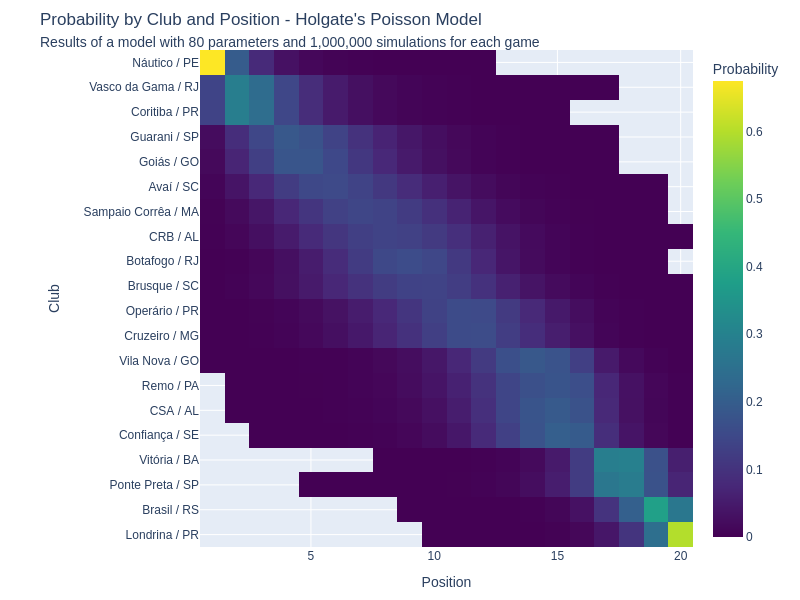 Probability by Club and Position - Holgate's Poisson Model
Results of a model with 80 parameters and 1,000,000 simulations for each game
Probability
Náutico / PE
Vasco da Gama / RJ
Coritiba / PR
Guarani / SP
Goiás / GO
Avaí / SC
Sampaio Corrêa / MA
CRB / AL
Botafogo / RJ
Brusque / SC
Operário / PR
Cruzeiro / MG
Vila Nova / GO
Remo / PA
CSA / AL
Confiança / SE
Vitória / BA
Ponte Preta / SP
Brasil / RS
Londrina / PR
Club
0.6
0.5
0.4
0.3
0.2
0.1
0
5
10
15
20
Position